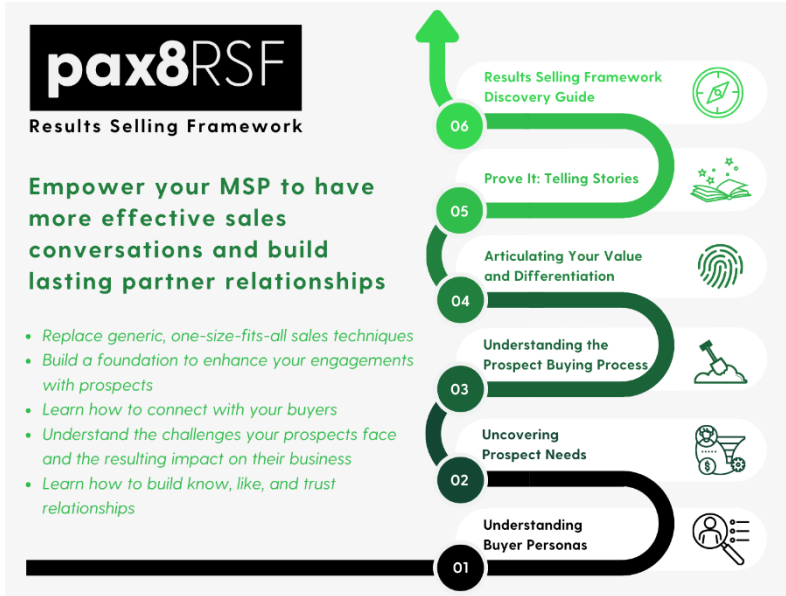 pax8RSF
Results Selling Framework
Empower your MSP to have
more effective sales
conversations and build
lasting partner relationships
• Replace generic, one-size-fits-all sales techniques
• Build a foundation to enhance your engagements
with prospects
• Learn how to connect with your buyers
• Understand the challenges your prospects face
and the resulting impact on their business
• Learn how to build know, like, and trust
relationships
Results Selling Framework
Discovery Guide
06
Prove It: Telling Stories
05
Articulating Your Value
and Differentiation
04
Understanding the
Prospect Buying Process
03
Uncovering
Prospect Needs
$
02
Understanding
Buyer Personas
01